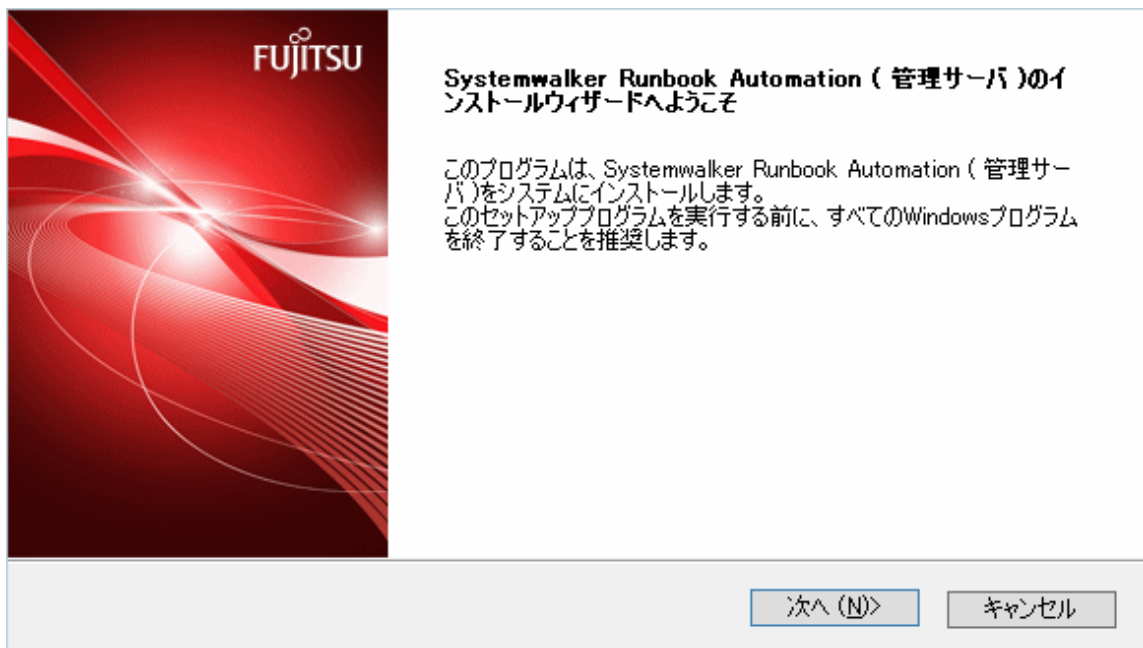 FUJITSU
Systemwalker Runbook Automation ( 管理サーバ )のイ
ンストールウィザードへようこそ
このプログラムは、Systemwalker Runbook Automation ( 管理サー
バ )をシステムにインストールします。
このセットアッププログラムを実行する前に、すべてのWindowsプログラム
を終了することを推奨します。
次へ (N)>
キャンセル